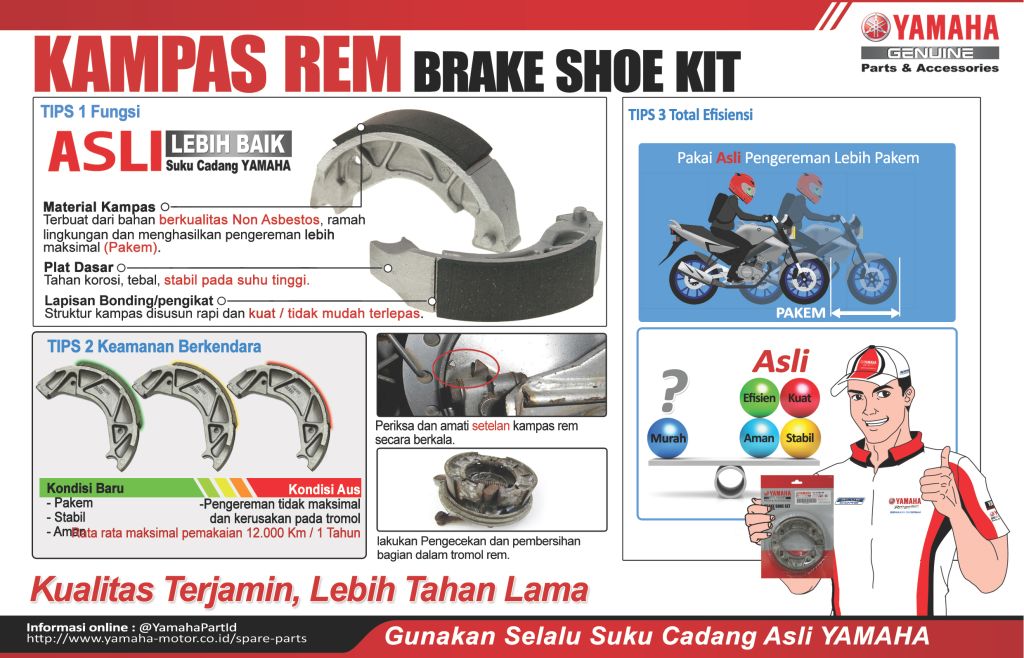 YAMAHA
GENUINE
Parts & Accessories
KAMPAS REM BRAKE SHOE KIT
TIPS 1 Fungsi
ASLI LEBIH BAIK
Suku Cadang YAMAHA
Material Kampas
Terbuat dari bahan berkualitas Non Asbestos, ramah
lingkungan dan menghasilkan pengereman lebih
maksimal (Pakem).
Plat Dasar
Tahan korosi, tebal, stabil pada suhu tinggi.
Lapisan Bonding/pengikat
Struktur kampas disusun rapi dan kuat / tidak mudah terlepas.
TIPS 2 Keamanan Berkendara
Kondisi Baru
- Pakem
- Stabil
- Aman
Kondisi Aus
-Pengereman tidak maksimal
dan kerusakan pada tromol
Rata rata maksimal pemakaian 12.000 Km / 1 Tahun
Periksa dan amati setelan kampas rem
secara berkala.
lakukan Pengecekan dan pembersihan
bagian dalam tromol rem.
TIPS 3 Total Efisiensi
Pakai Asli Pengereman Lebih Pakem
PAKEM
?
Murah
Asli
Efisien
Kuat
Aman
Stabil
YAMAHA
BRAKE SHOE KIT
YAMAHA
Kualitas Terjamin, Lebih Tahan Lama
Informasi online : @YamahaPartId
http://www.yamaha-motor.co.id/spare-parts
Gunakan Selalu Suku Cadang Asli YAMAHA